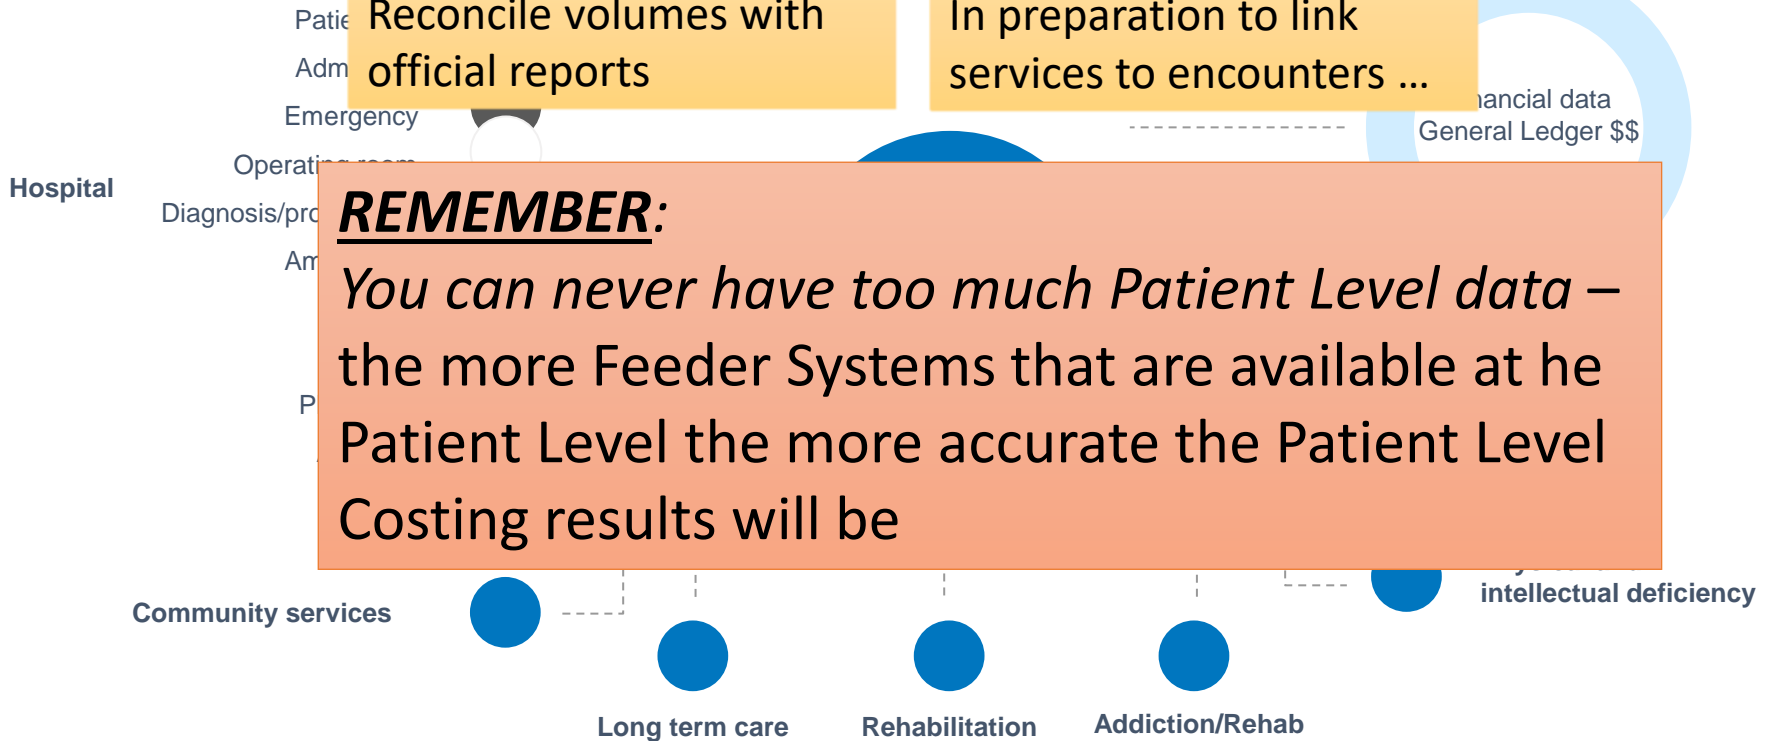 Reconcile volumes with
official reports
In preparation to link
services to encounters ...
Emergency
Hospital
General Ledger $$
data
REMEMBER:
You can never have too much Patient Level data –
the more Feeder Systems that are available at he
Patient Level the more accurate the Patient Level
Costing results will be
Community services
intellectual deficiency
Long term care
Rehabilitation
Addiction/Rehab